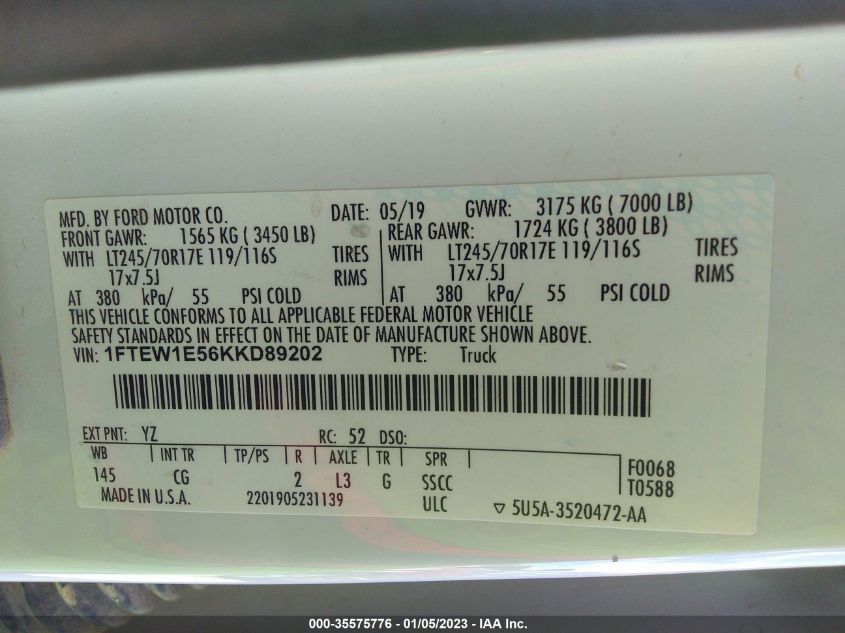 MFD. BY FORD MOTOR CO. DATE: 05/19 GVWR: 3175 KG ( 7000 LB)
FRONT GAWR: 1565 KG ( 3450 LB) REAR GAWR: 1724 KG ( 3800 LB)
WITH LT245/70R17E 119/116S TIRES WITH LT245/70R17E 119/116S TIRES
17x7.5J RIMS 17x7.5J RIMS
AT 380 kPa/ 55 PSI COLD AT 380 kPa/ 55 PSI COLD
THIS VEHICLE CONFORMS TO ALL APPLICABLE FEDERAL MOTOR VEHICLE
SAFETY STANDARDS IN EFFECT ON THE DATE OF MANUFACTURE SHOWN ABOVE.
VIN: 1FTEW1E56KKD89202 TYPE: Truck
EXT PNT: YZ RC: 52 DSO:
WB INT TR TP/PS R AXLE TR SPR
145 CG 2 L3 G SSCC
F0068
T0588
MADE IN U.S.A. 2201905231139 ULC ▽ 5U5A-3520472-AA
000-35575776 - 01/05/2023 - IAA Inc.